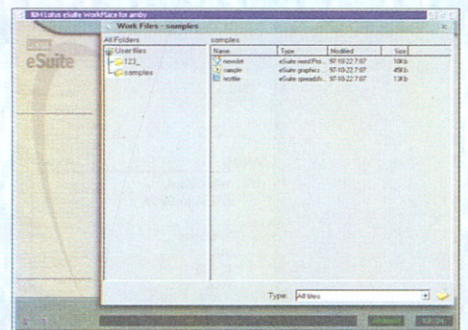 IBM Lotus eSuite WorkPlace for amby
Work Files - samples
All Folders
samples
User files
123_
samples
eSuite
Name Type Modified Size
newslet eSuite word Pro... 97-10-22 7:07 10Kb
sample eSuite graphics ... 97-10-22 7:07 45Kb
eSuite spreadsh... 97-10-22 7:07 13Kb
Type: All files